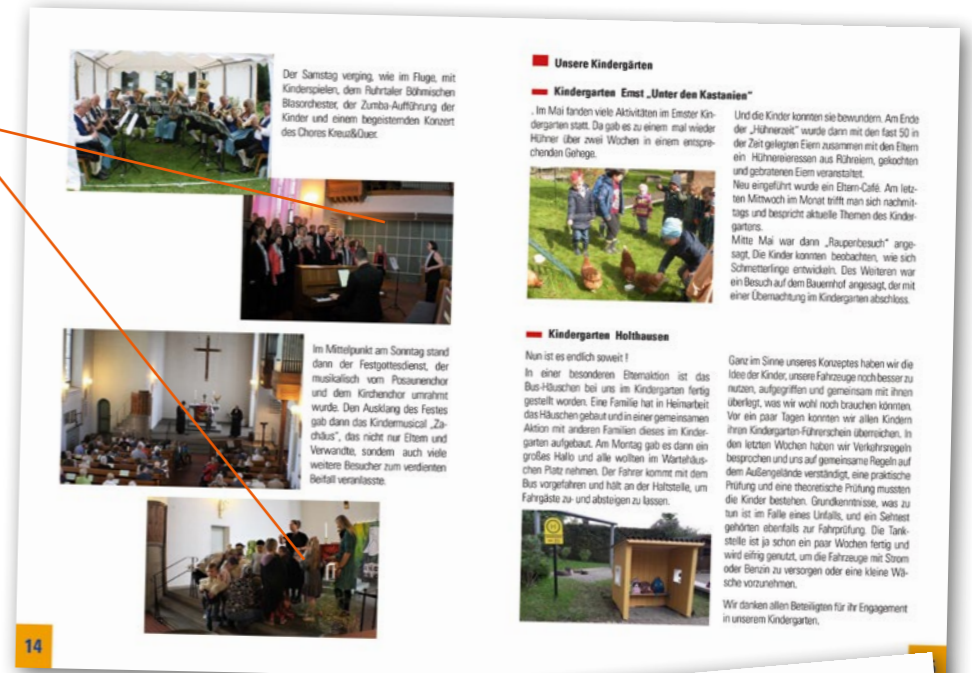 Der Samstag verging, wie im Fluge, mit
Kinderspielen, dem Ruhrtaler Böhmischen
Blasorchester, der Zumba-Aufführung der
Kinder und einem begeisternden Konzert
des Chores Kreuz&Quer.
Im Mittelpunkt am Sonntag stand
dann der Festgottesdienst, der
musikalisch vom Posaunenchor
und dem Kirchenchor umrahmt
wurde. Den Ausklang des Festes
gab dann das Kindermusical „Za-
chäus", das nicht nur Eltern und
Verwandte, sondern auch viele
weitere Besucher zum verdienten
Beifall veranlasste.
14
Unsere Kindergärten
Kindergarten Emst „Unter den Kastanien"
. Im Mai fanden viele Aktivitäten im Emster Kin-
dergarten statt. Da gab es zu einem mal wieder
Hühner über zwei Wochen in einem entspre-
chenden Gehege.
Und die Kinder konnten sie bewundern. Am Ende
der „Hühnerzeit" wurde dann mit den fast 50 in
der Zeit gelegten Eiern zusammen mit den Eltern
ein Hühnereieressen aus Rühreiern, gekochten
und gebratenen Eiern veranstaltet.
Neu eingeführt wurde ein Eltern-Café. Am letz-
ten Mittwoch im Monat trifft man sich nachmit-
tags und bespricht aktuelle Themen des Kinder-
gartens.
Mitte Mai war dann „Raupenbesuch" ange-
sagt, Die Kinder konnten beobachten, wie sich
Schmetterlinge entwickeln. Des Weiteren war
ein Besuch auf dem Bauernhof angesagt, der mit
einer Übernachtung im Kindergarten abschloss.
Kindergarten Holthausen
Nun ist es endlich soweit !
In einer besonderen Elternaktion ist das
Bus-Häuschen bei uns im Kindergarten fertig
gestellt worden. Eine Familie hat in Heimarbeit
das Häuschen gebaut und in einer gemeinsamen
Aktion mit anderen Familien dieses im Kinder-
garten aufgebaut. Am Montag gab es dann ein
großes Hallo und alle wollten im Wartehäus-
chen Platz nehmen. Der Fahrer kommt mit dem
Bus vorgefahren und hält an der Haltstelle, um
Fahrgäste zu- und absteigen zu lassen.
Ganz im Sinne unseres Konzeptes haben wir die
Idee der Kinder, unsere Fahrzeuge noch besser zu
nutzen, aufgegriffen und gemeinsam mit ihnen
überlegt, was wir wohl noch brauchen könnten.
Vor ein paar Tagen konnten wir allen Kindern
ihren Kindergarten-Führerschein überreichen. In
den letzten Wochen haben wir Verkehrsregeln
besprochen und uns auf gemeinsame Regeln auf
dem Außengelände verständigt, eine praktische
Prüfung und eine theoretische Prüfung mussten
die Kinder bestehen. Grundkenntnisse, was zu
tun ist im Falle eines Unfalls, und ein Sehtest
gehörten ebenfalls zur Fahrprüfung. Die Tank-
stelle ist ja schon ein paar Wochen fertig und
wird eifrig genutzt, um die Fahrzeuge mit Strom
oder Benzin zu versorgen oder eine kleine Wä-
sche vorzunehmen.
Wir danken allen Beteiligten für ihr Engagement
in unserem Kindergarten.